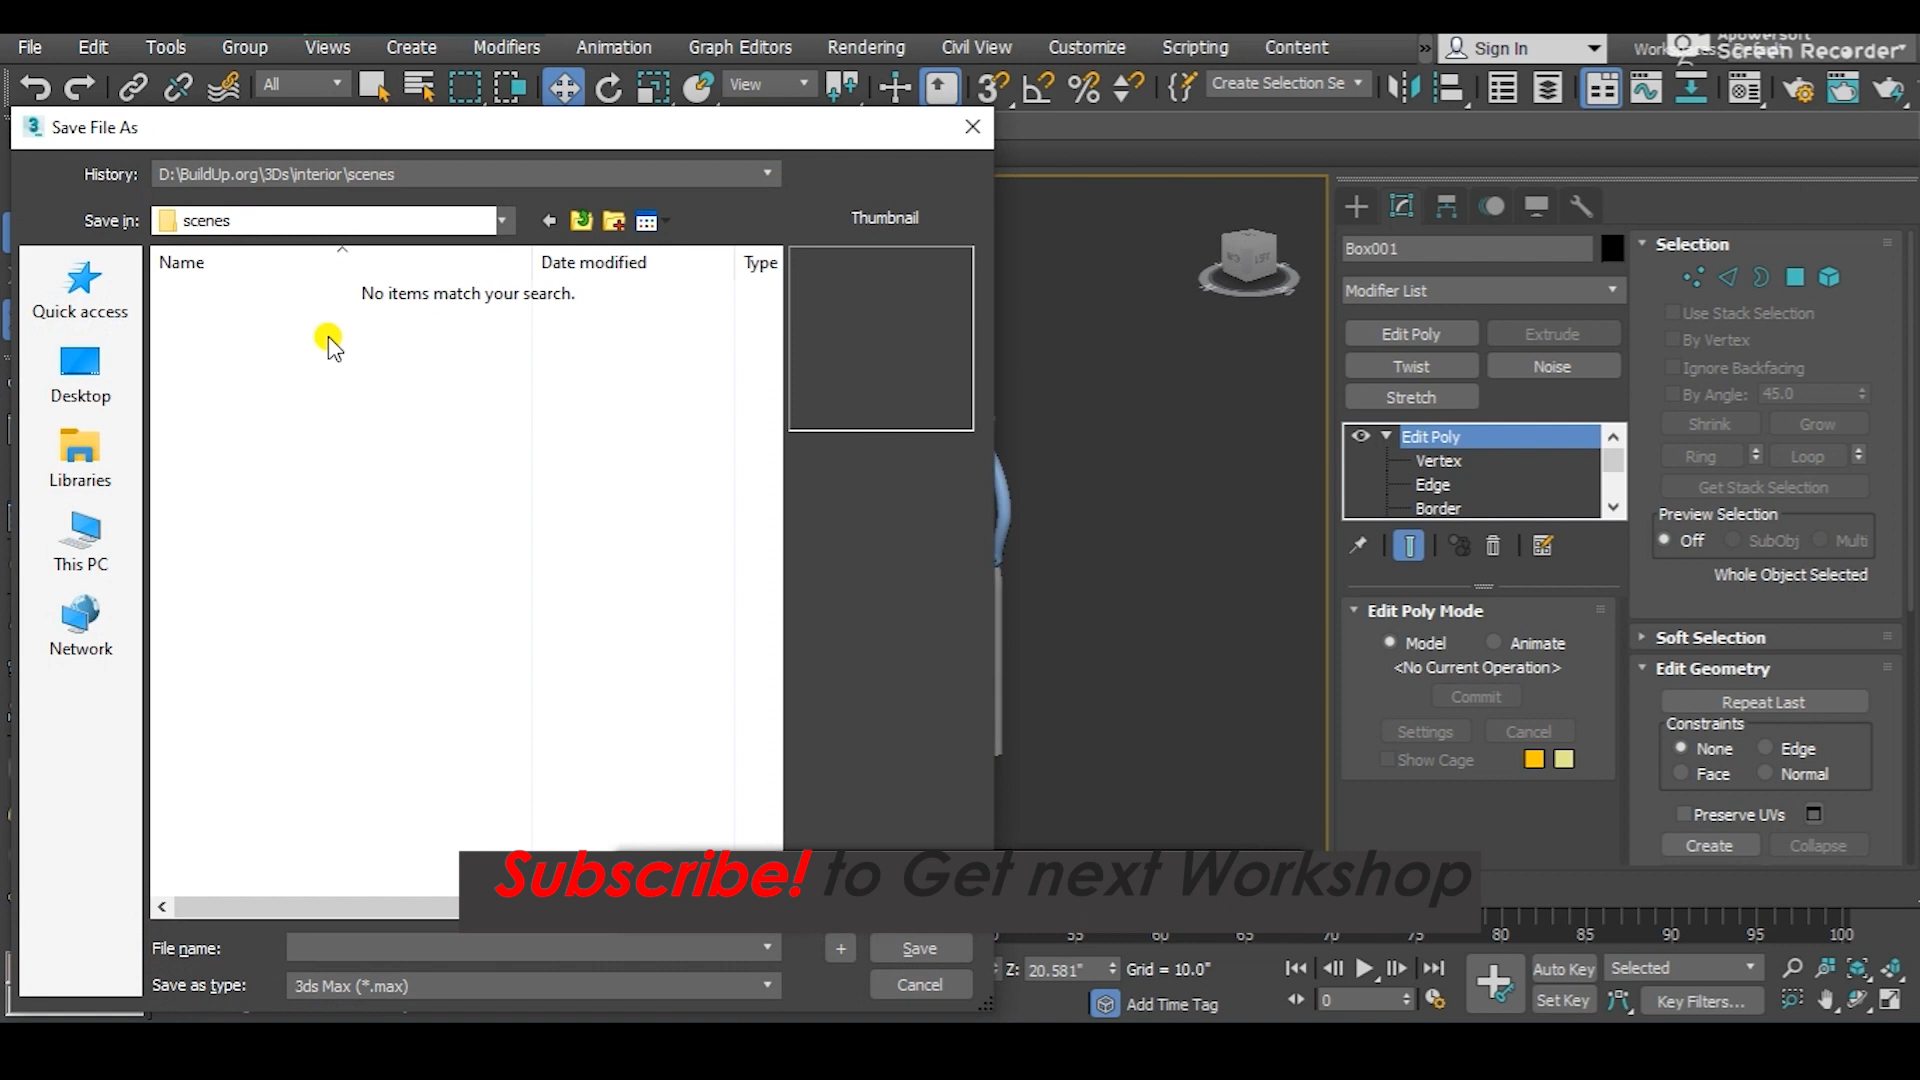 File Edit Tools Group Views Create Modifiers Animation Graph Editors Rendering Civil View Customize Scripting Content » Sign In
Apowersoft
Screen Recorder
All View Create Selection Se
Save File As
History: D:\BuildUp.org\3Ds\interior\scenes
Save in: scenes
Thumbnail
Name Date modified Type
No items match your search.
Quick access
Desktop
Libraries
This PC
Network
File name: + Save
Save as type: 3ds Max (*.max) Cancel
Subscribe! to Get next Workshop
Box001
Modifier List
Edit Poly Extrude
Twist Noise
Stretch
Edit Poly
Vertex
Edge
Border
Edit Poly Mode
Model Animate
<No Current Operation>
Commit
Settings Cancel
Show Cage
Selection
Use Stack Selection
By Vertex
Ignore Backfacing
By Angle: 45.0
Shrink Grow
Ring Loop
Get Stack Selection
Preview Selection
Off SubObj Multi
Whole Object Selected
Soft Selection
Edit Geometry
Repeat Last
Constraints
None Edge
Face Normal
Preserve UVs
Create Collapse
55 60 65 70 75 80 85 90 95 100
Z: 20.581" Grid = 10.0"
Add Time Tag
0
Auto Key Selected
Set Key Key Filters...